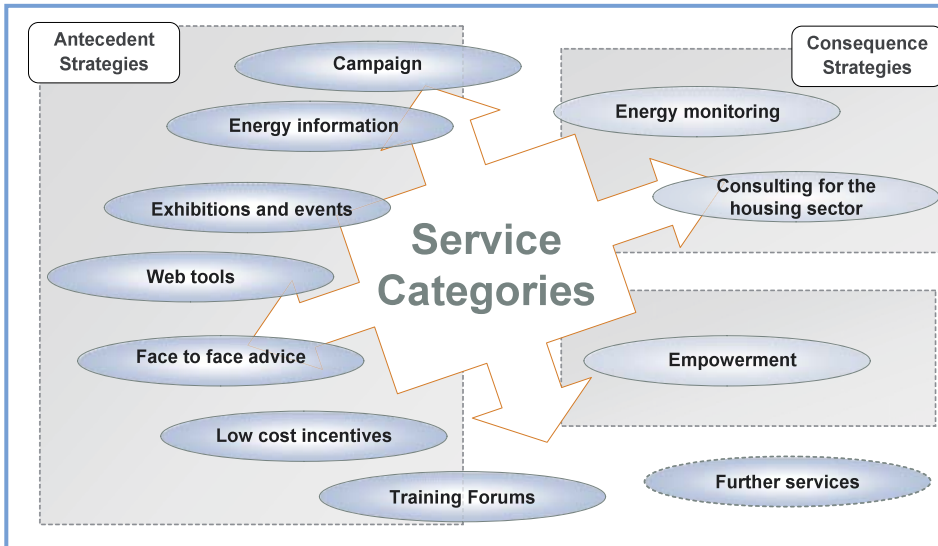 Antecedent
Strategies
Campaign
Energy information
Exhibitions and events
Web tools
Face to face advice
Low cost incentives
Training Forums
Service
Categories
Consequence
Strategies
Energy monitoring
Consulting for the
housing sector
Empowerment
Further services